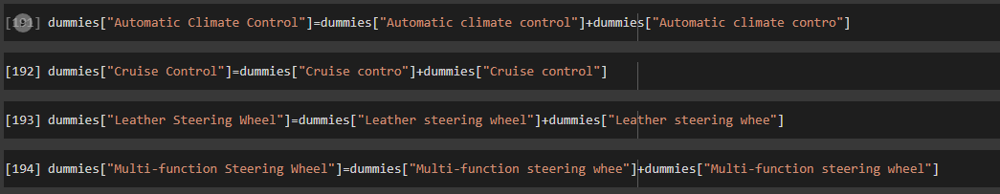 [191] dummies["Automatic Climate Control"]=dummies["Automatic climate control"]+dummies["Automatic climate contro"]
[192] dummies["Cruise Control"]=dummies["Cruise contro"]+dummies["Cruise control"]
[193] dummies["Leather Steering Wheel"]=dummies["Leather steering wheel"]+dummies["Leather steering whee"]
[194] dummies["Multi-function Steering Wheel"]=dummies["Multi-function steering whee"]+dummies["Multi-function steering wheel"]